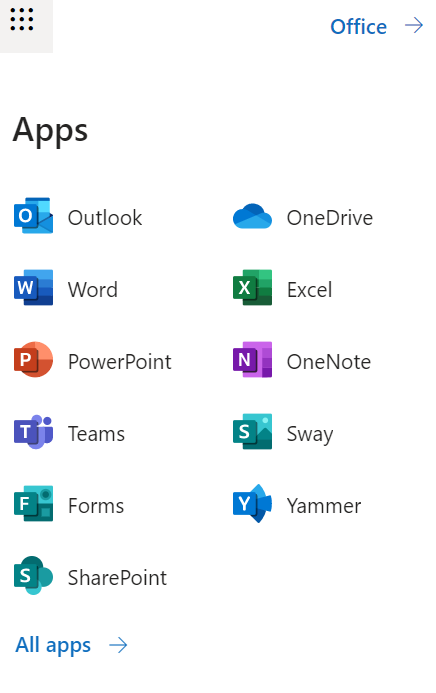 Office
Apps
O Outlook
OneDrive
W Word
X Excel
P PowerPoint
N OneNote
T Teams
S Sway
F Forms
Y Yammer
S SharePoint
All apps